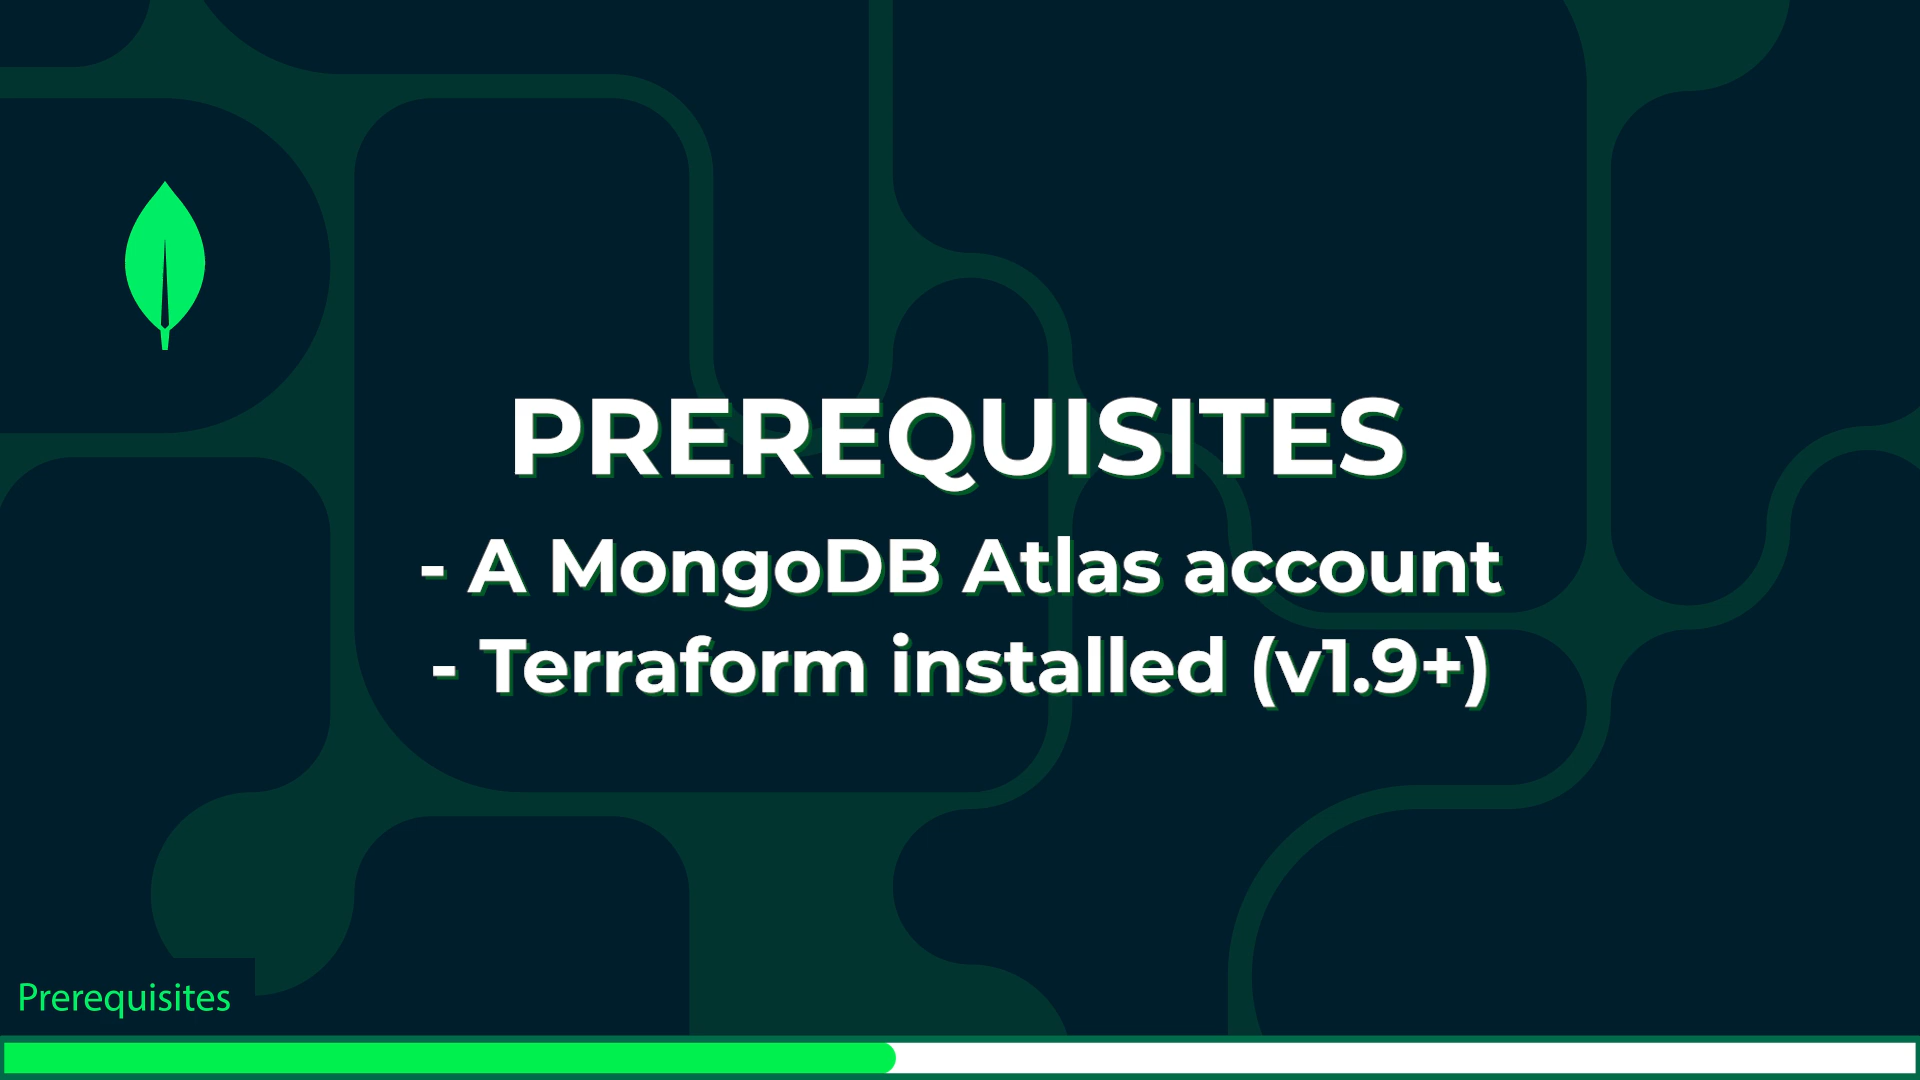 PREREQUISITES
- A MongoDB Atlas account
- Terraform installed (v1.9+)
Prerequisites